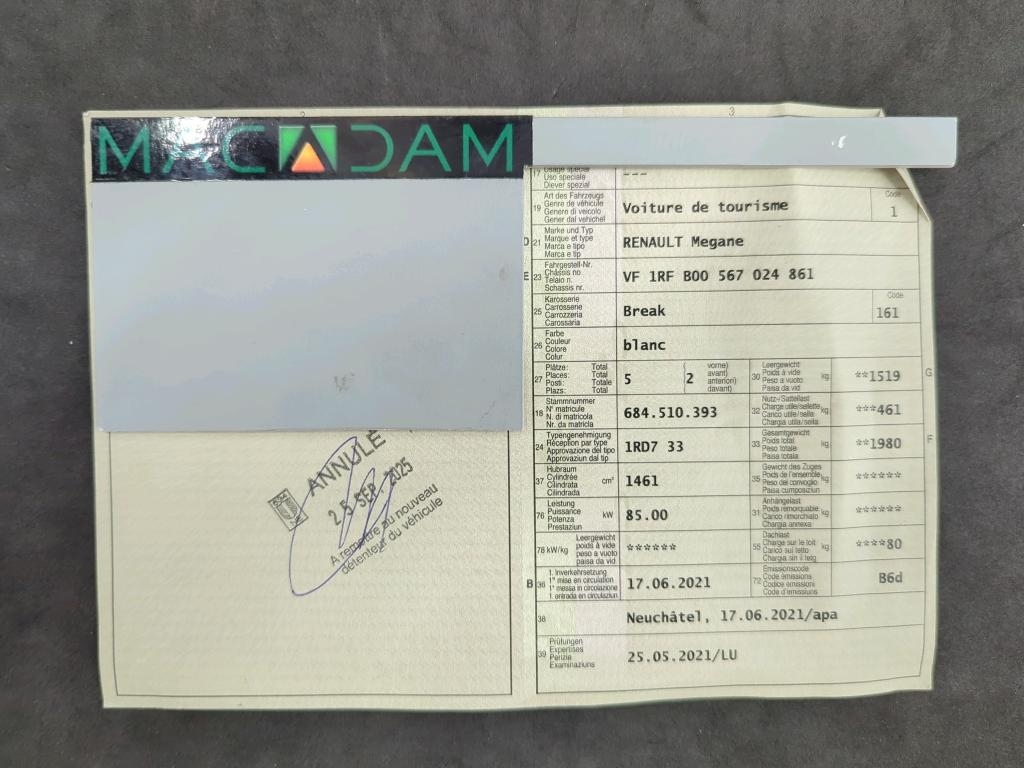 MACADAM
2
3
17 Usage spécial
Uso speciale
Diever spezial
---
19 Art des Fahrzeugs
Genre de véhicule
Genere di veicolo
Gener dal vehichel
Voiture de tourisme
Code
1
D 21 Marke und Typ
Marque et type
Marca e tipo
Marca e tip
RENAULT Megane
E 23 Fahrgestell-Nr.
Châssis no
Telaio n.
Schassis nr.
VF 1RF B00 567 024 861
25 Karosserie
Carrosserie
Carrozzeria
Carossaria
Break
Code
161
26 Farbe
Couleur
Colore
Colur
blanc
27 Plätze: Total
Places: Total
Posti: Totale
Plazs: Total
5
2
vorne)
avant)
anteriori)
davant)
30 Leergewicht
Poids à vide
Peso a vuoto
Paisa da vid
kg
**1519
G
18 Stammnummer
N° matricule
N. di matricola
Nr. da matricla
684.510.393
32 Nutz-/Sattellast
Charge utile/sellette
Carico utile/sella
Chargia utila/sella
kg
***461
24 Typengenehmigung
Réception par type
Approvazione del tipo
Approvaziun dal tip
1RD7 33
33 Gesamtgewicht
Poids total
Peso totale
Paisa totala
kg
**1980
F
37 Hubraum
Cylindrée
Cilindrata
Cilindrada
cm³
1461
35 Gewicht des Zuges
Poids de l'ensemble
Peso del convoglio
Paisa cumposiziun
kg
******
76 Leistung
Puissance
Potenza
Prestaziun
kW
85.00
31 Anhängelast
Poids remorquable
Carico rimorchiato
Chargia annexa
kg
******
78 kW/kg
Leergewicht
poids à vide
peso a vuoto
paisa da vid
******
55 Dachlast
Charge sur le toit
Carico sul tetto
Chargia sin il tetg
kg
****80
B 36 1. Inverkehrsetzung
1re mise en circulation
1a messa in circolazione
1. entrada en circulaziun
17.06.2021
72 Emissionscode
Code émissions
Codice emissioni
Code d'emissiuns
B6d
38
Neuchâtel, 17.06.2021/apa
39 Prüfungen
Expertises
Perizie
Examinaziuns
25.05.2021/LU
ANNULÉ
25 SEP. 2025
A remettre au nouveau
détenteur du véhicule